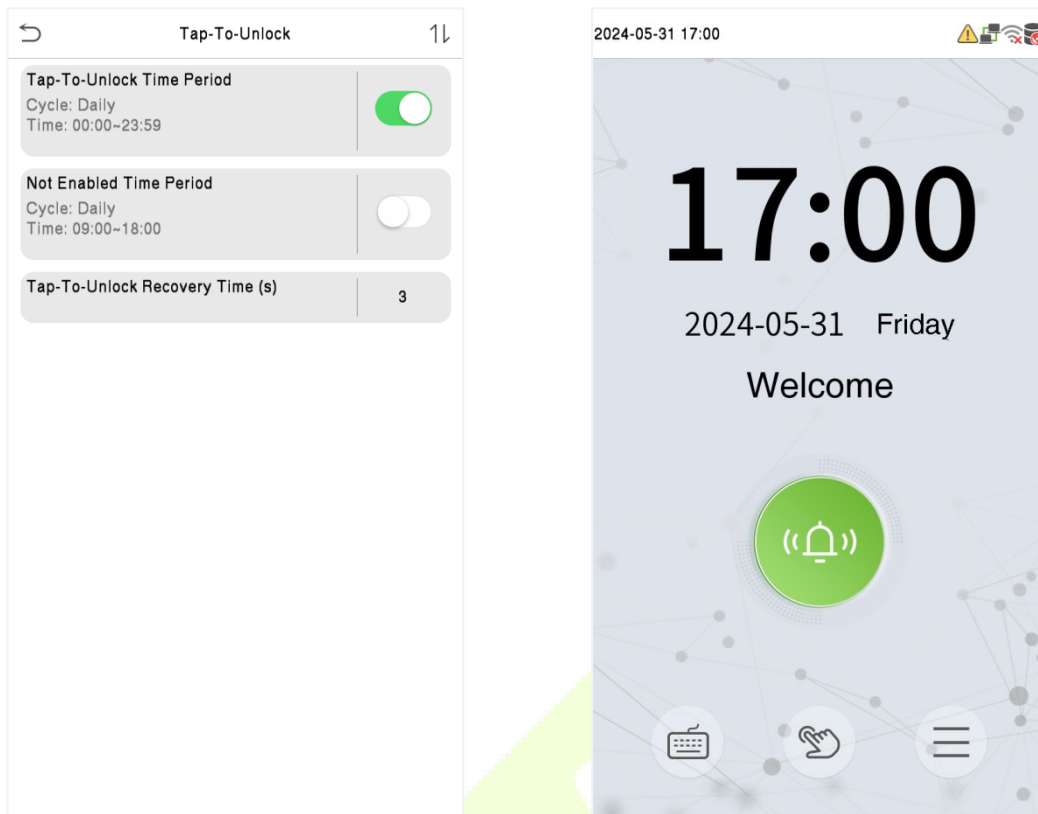 Tap-To-Unlock
Tap-To-Unlock Time Period
Cycle: Daily
Time: 00:00~23:59
Not Enabled Time Period
Cycle: Daily
Time: 09:00~18:00
Tap-To-Unlock Recovery Time (s)
3
2024-05-31 17:00
17:00
2024-05-31 Friday
Welcome